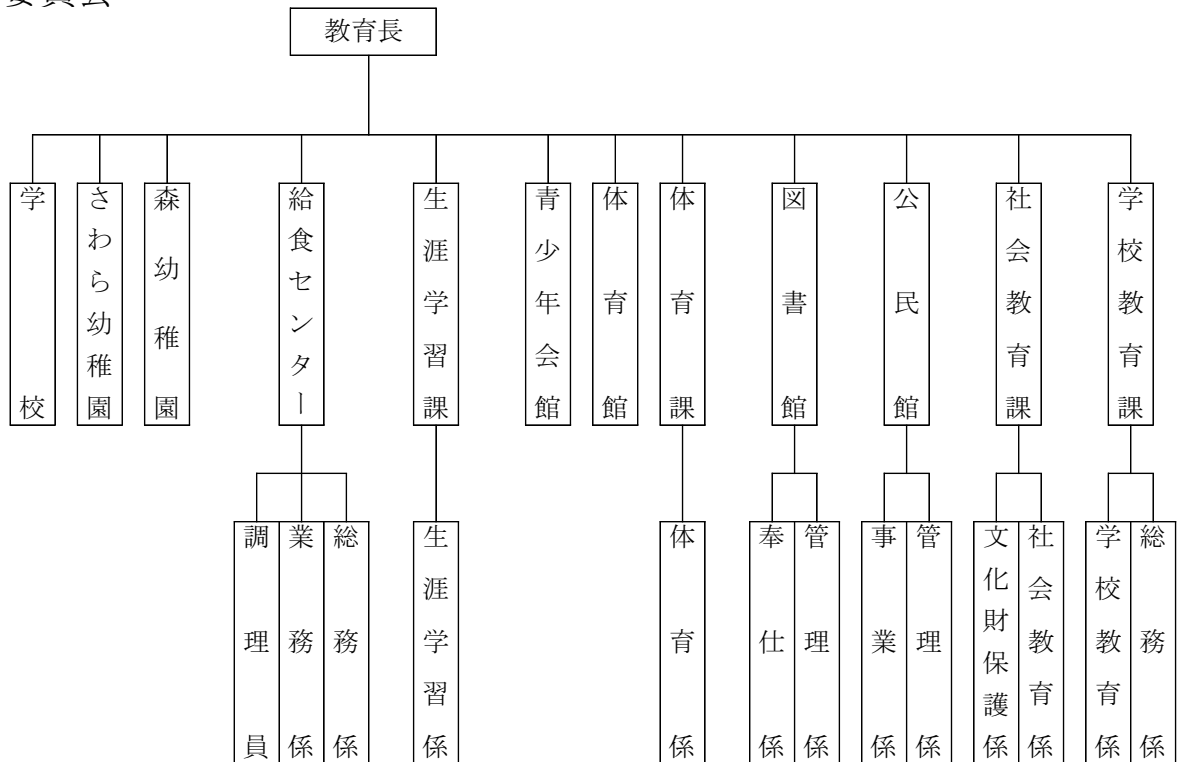 教育長
学校教育課
社会教育課
公民館
図書館
体育課
体育館
青少年会館
生涯学習課
給食センター
森幼稚園
さわら幼稚園
学校
総務係
学校教育係
社会教育係
文化財保護係
管理係
事業係
管理係
奉仕係
体育係
生涯学習係
総務係
業務係
調理員